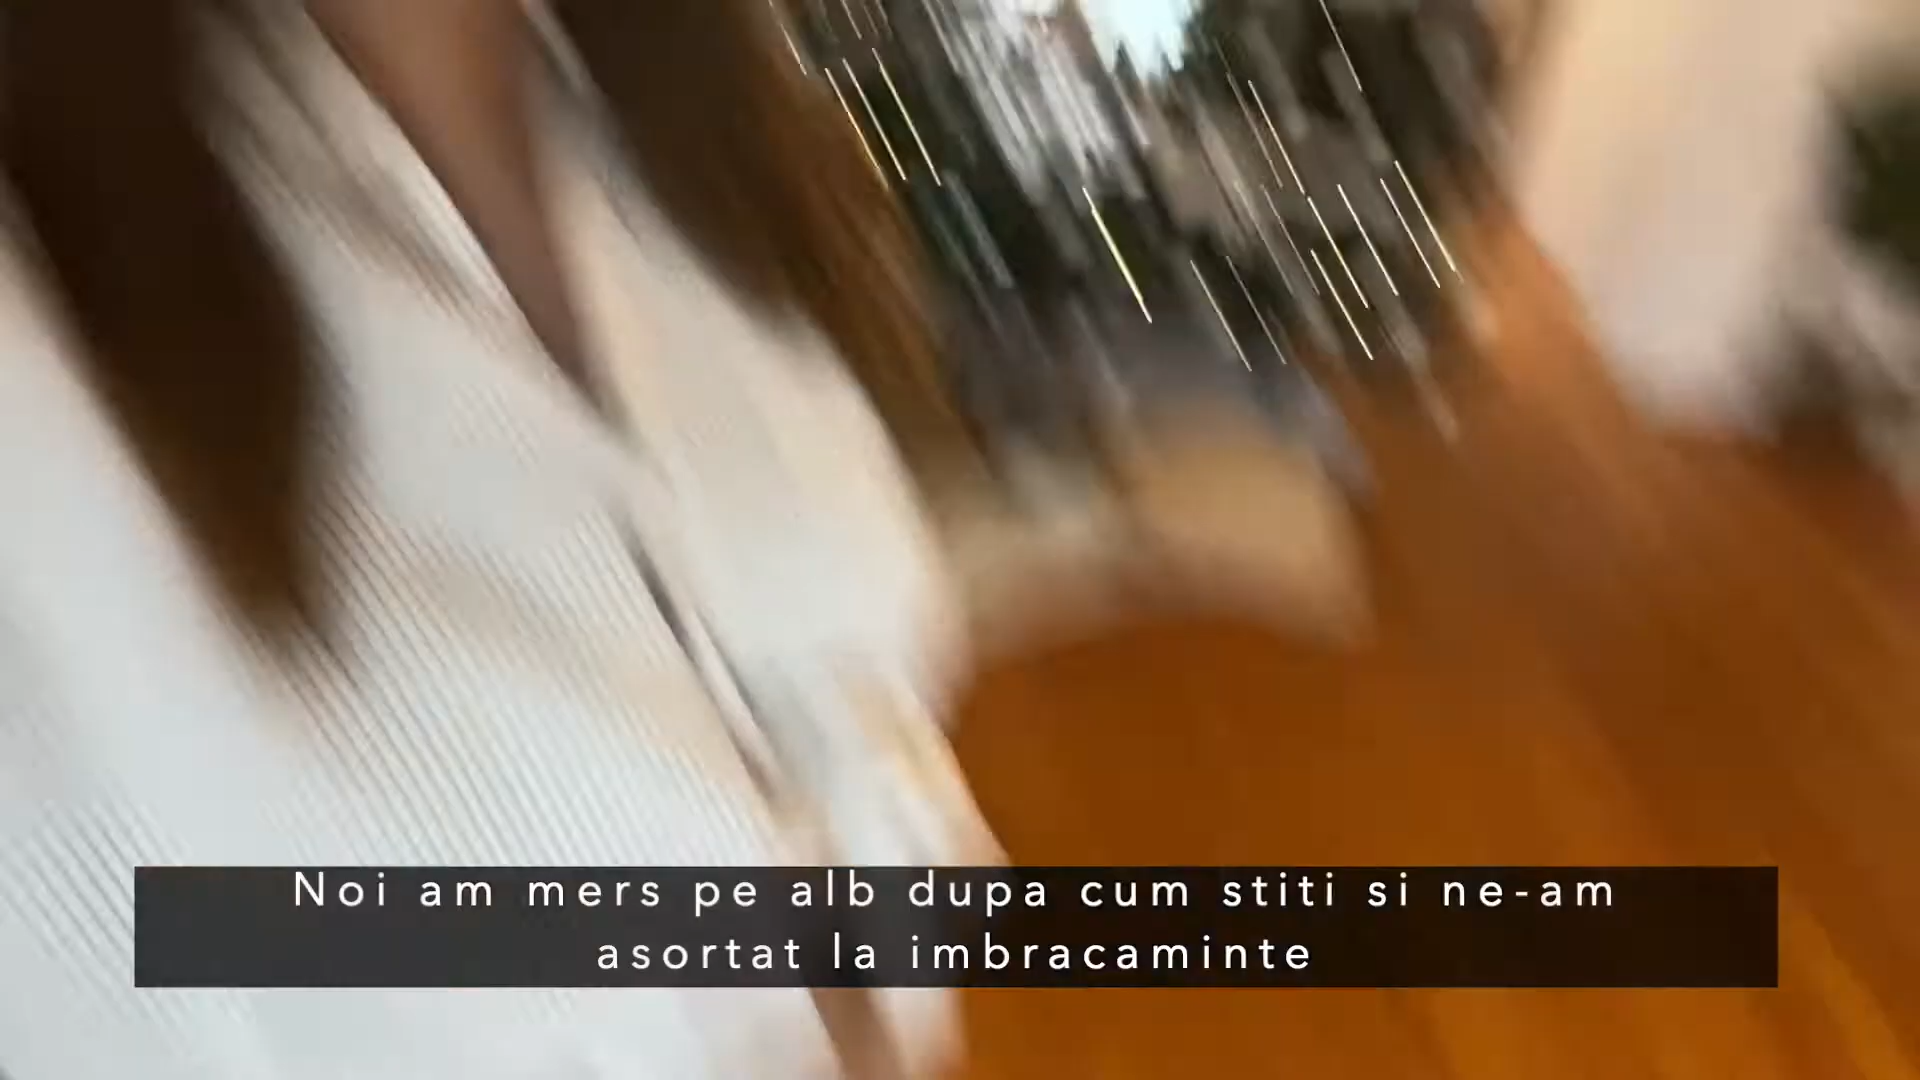 Noi am mers pe alb dupa cum stiti si ne-am
asortat la imbracaminte